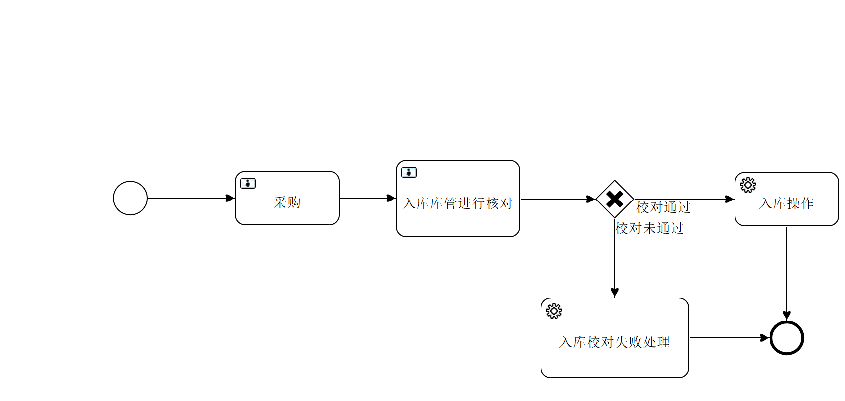 采购
入库库管进行核对
校对通过
校对未通过
入库操作
入库校对失败处理